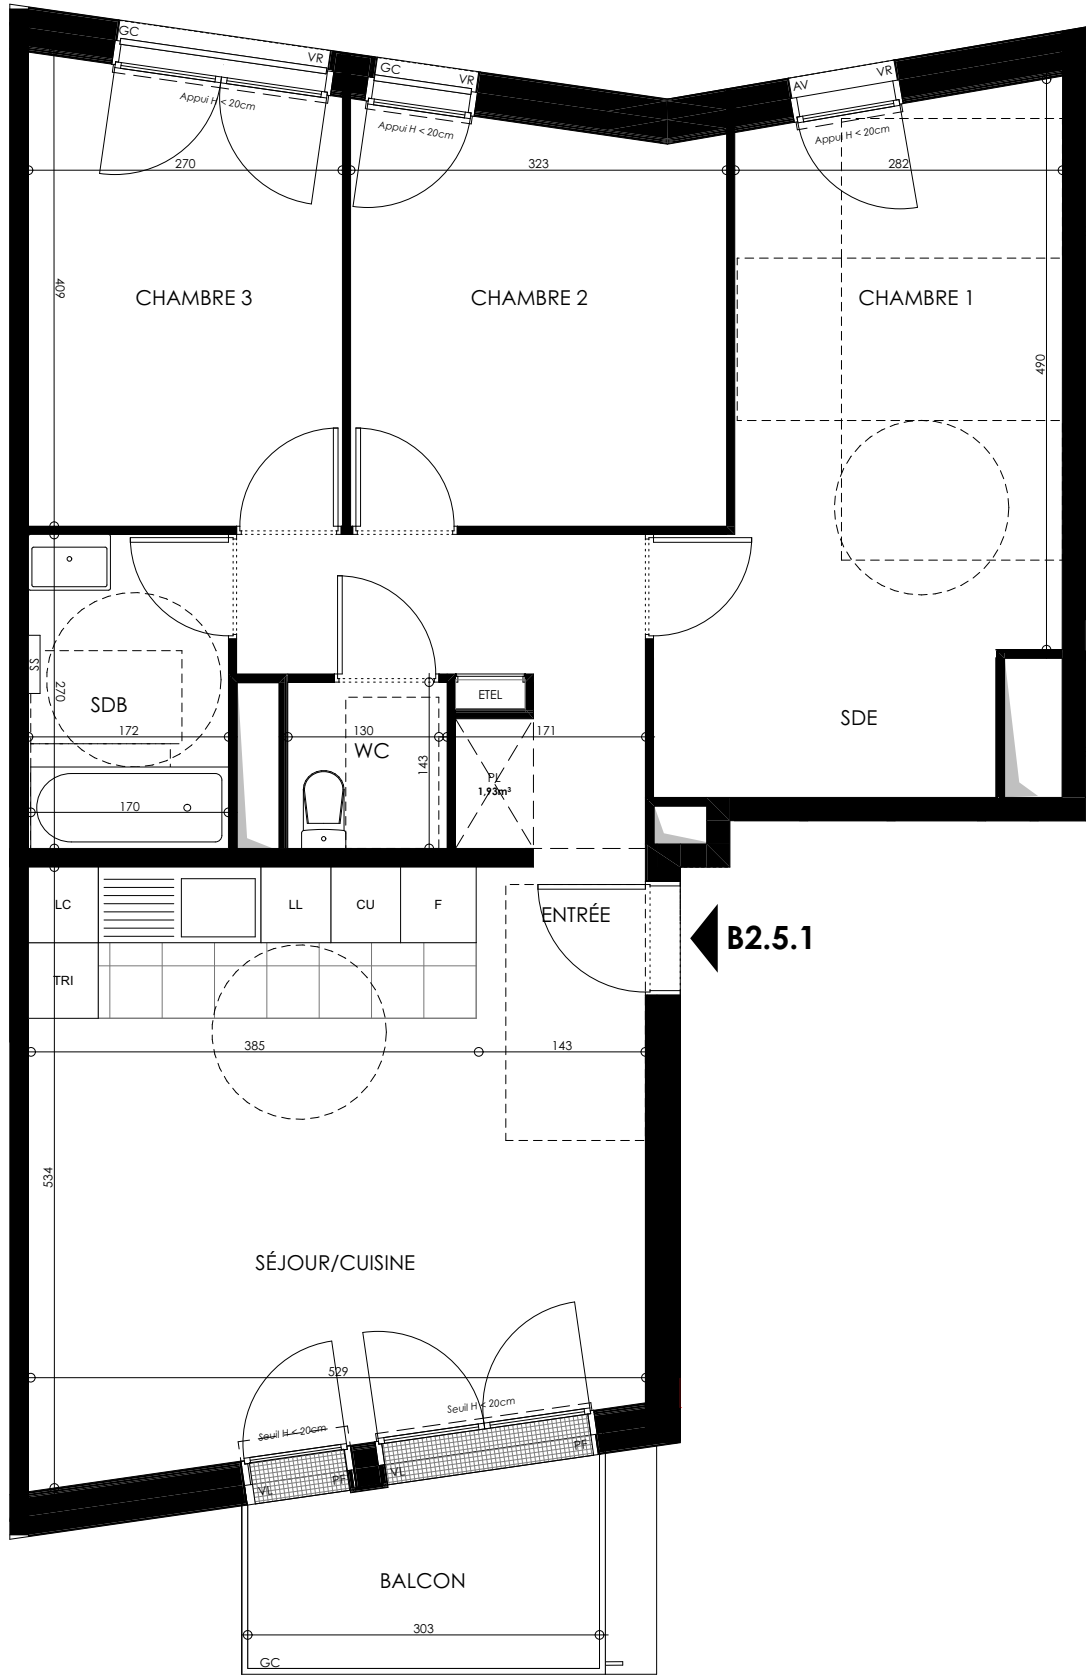 GC
VR
GC
VR
AV
VR
Appui H < 20cm
Appui H < 20cm
Appui H < 20cm
270
323
282
409
CHAMBRE 3
CHAMBRE 2
CHAMBRE 1
490
SS
270
SDB
ETEL
SDE
172
130
171
WC
143
PL
1,93m³
170
LC
LL
CU
F
ENTRÉE
B2.5.1
TRI
385
143
534
SÉJOUR/CUISINE
529
Seuil H < 20cm
Seuil H < 20cm
VL
PF
VL
PF
BALCON
303
GC